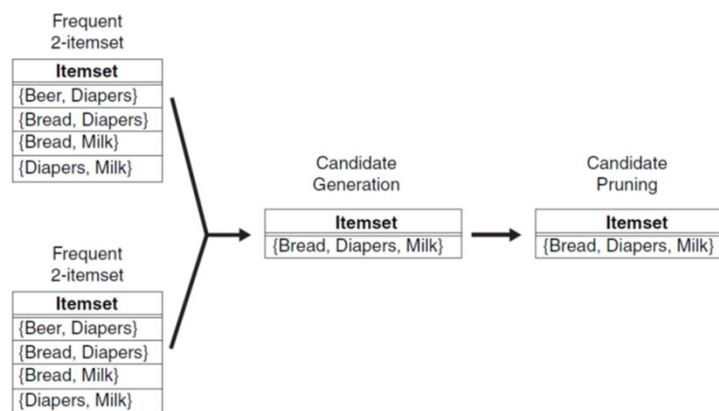 Frequent
2-itemset
Itemset
{Beer, Diapers}
{Bread, Diapers}
{Bread, Milk}
{Diapers, Milk}
Candidate
Generation
Itemset
{Bread, Diapers, Milk}
Candidate
Pruning
Itemset
{Bread, Diapers, Milk}
Frequent
2-itemset
Itemset
{Beer, Diapers}
{Bread, Diapers}
{Bread, Milk}
{Diapers, Milk}